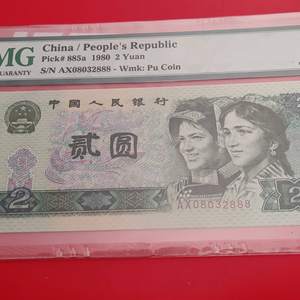 MG
GUARANTY
China / People's Republic
Pick# 885a 1980 2 Yuan
S/N AX08032888 - Wmk: Pu Coin
中国人民银行
贰圆
2
AX08032888
2